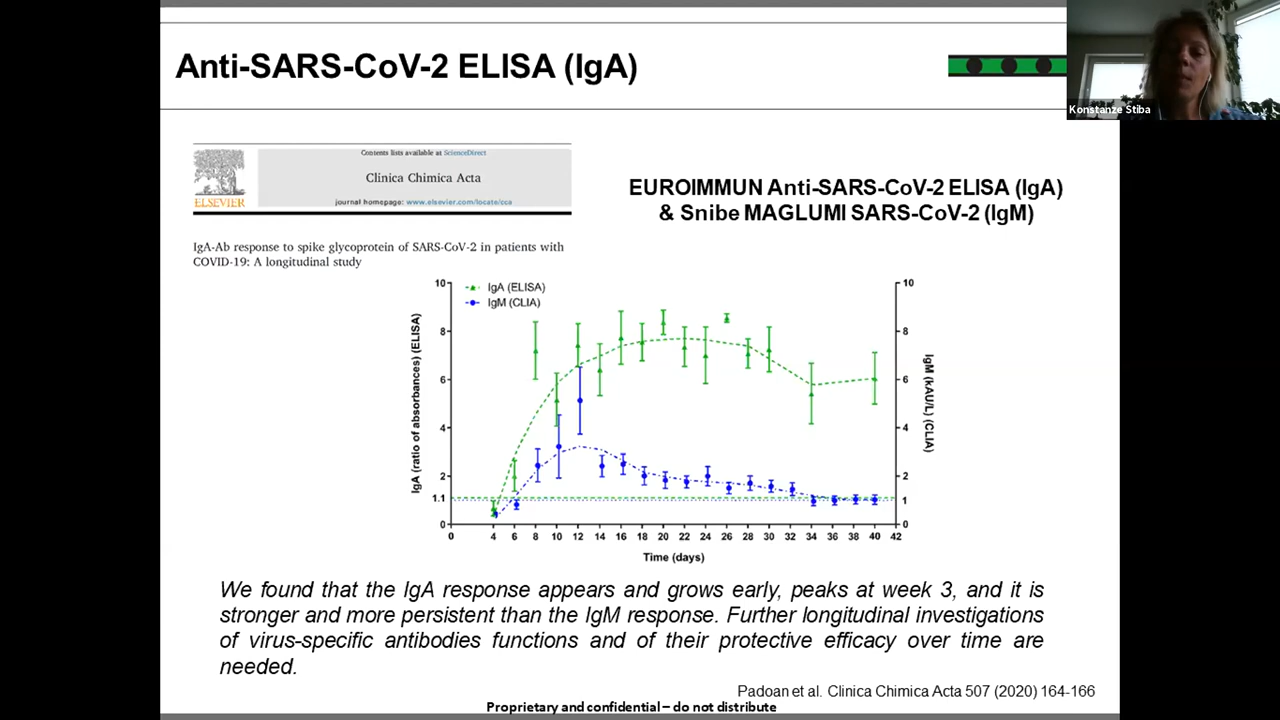 Anti-SARS-CoV-2 ELISA (IgA)
Konstanze Stiba
Contents lists available at ScienceDirect
Clinica Chimica Acta
journal homepage: www.elsevier.com/locate/cca
ELSEVIER
EUROIMMUN Anti-SARS-CoV-2 ELISA (IgA)
& Snibe MAGLUMI SARS-CoV-2 (IgM)
IgA-Ab response to spike glycoprotein of SARS-CoV-2 in patients with
COVID-19: A longitudinal study
IgA (ELISA)
IgM (CLIA)
IgA (ratio of absorbances) (ELISA)
10
8
6
4
2
1.1
0
10
8
6
4
2
1
0
IgM (kAU/L) (CLIA)
0 4 6 8 10 12 14 16 18 20 22 24 26 28 30 32 34 36 38 40 42
Time (days)
We found that the IgA response appears and grows early, peaks at week 3, and it is
stronger and more persistent than the IgM response. Further longitudinal investigations
of virus-specific antibodies functions and of their protective efficacy over time are
needed.
Padoan et al. Clinica Chimica Acta 507 (2020) 164-166
Proprietary and confidential – do not distribute